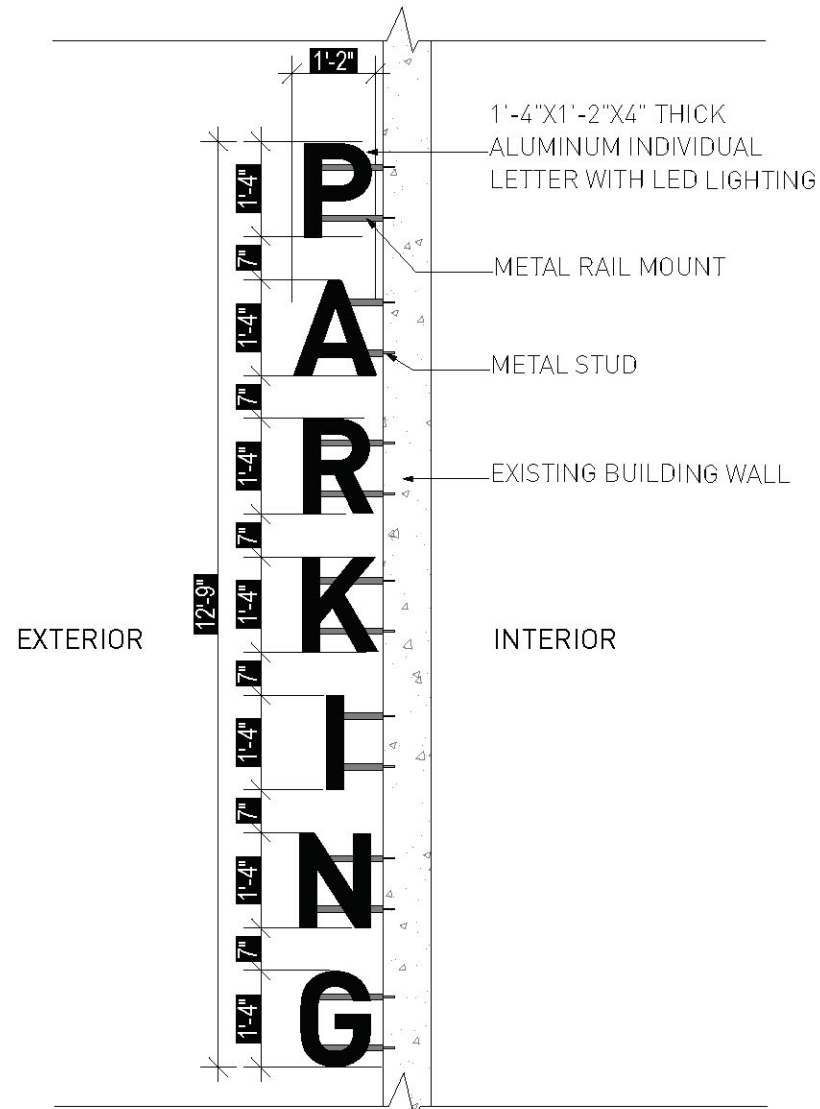 1'-2"
1'-4"X1'-2"X4" THICK
ALUMINUM INDIVIDUAL
LETTER WITH LED LIGHTING
METAL RAIL MOUNT
METAL STUD
EXISTING BUILDING WALL
EXTERIOR
INTERIOR
12'-9"
1'-4"
7"
1'-4"
7"
1'-4"
7"
1'-4"
7"
1'-4"
7"
1'-4"
7"
1'-4"
P
A
R
K
I
N
G